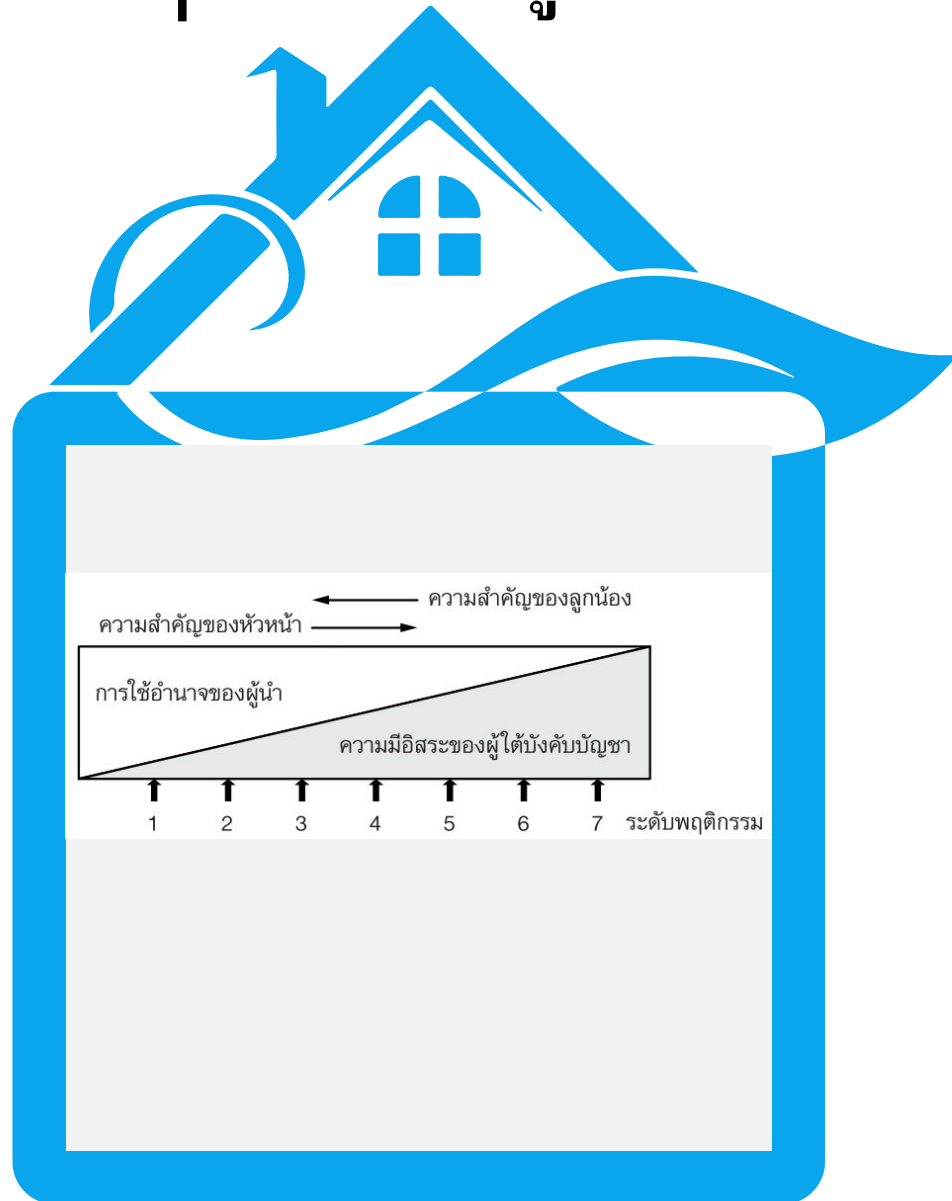 ความสำคัญของลูกน้อง
ความสำคัญของหัวหน้า
การใช้อำนาจของผู้นำ
ความมีอิสระของผู้ใต้บังคับบัญชา
1 2 3 4 5 6 7 ระดับพฤติกรรม